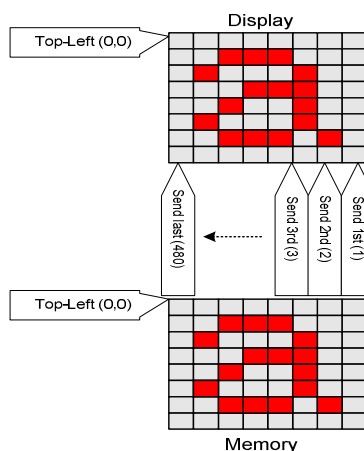 Display
Top-Left (0,0)
Send last (480)
Send 3rd (3)
Send 2nd (2)
Send 1st (1)
Top-Left (0,0)
Memory